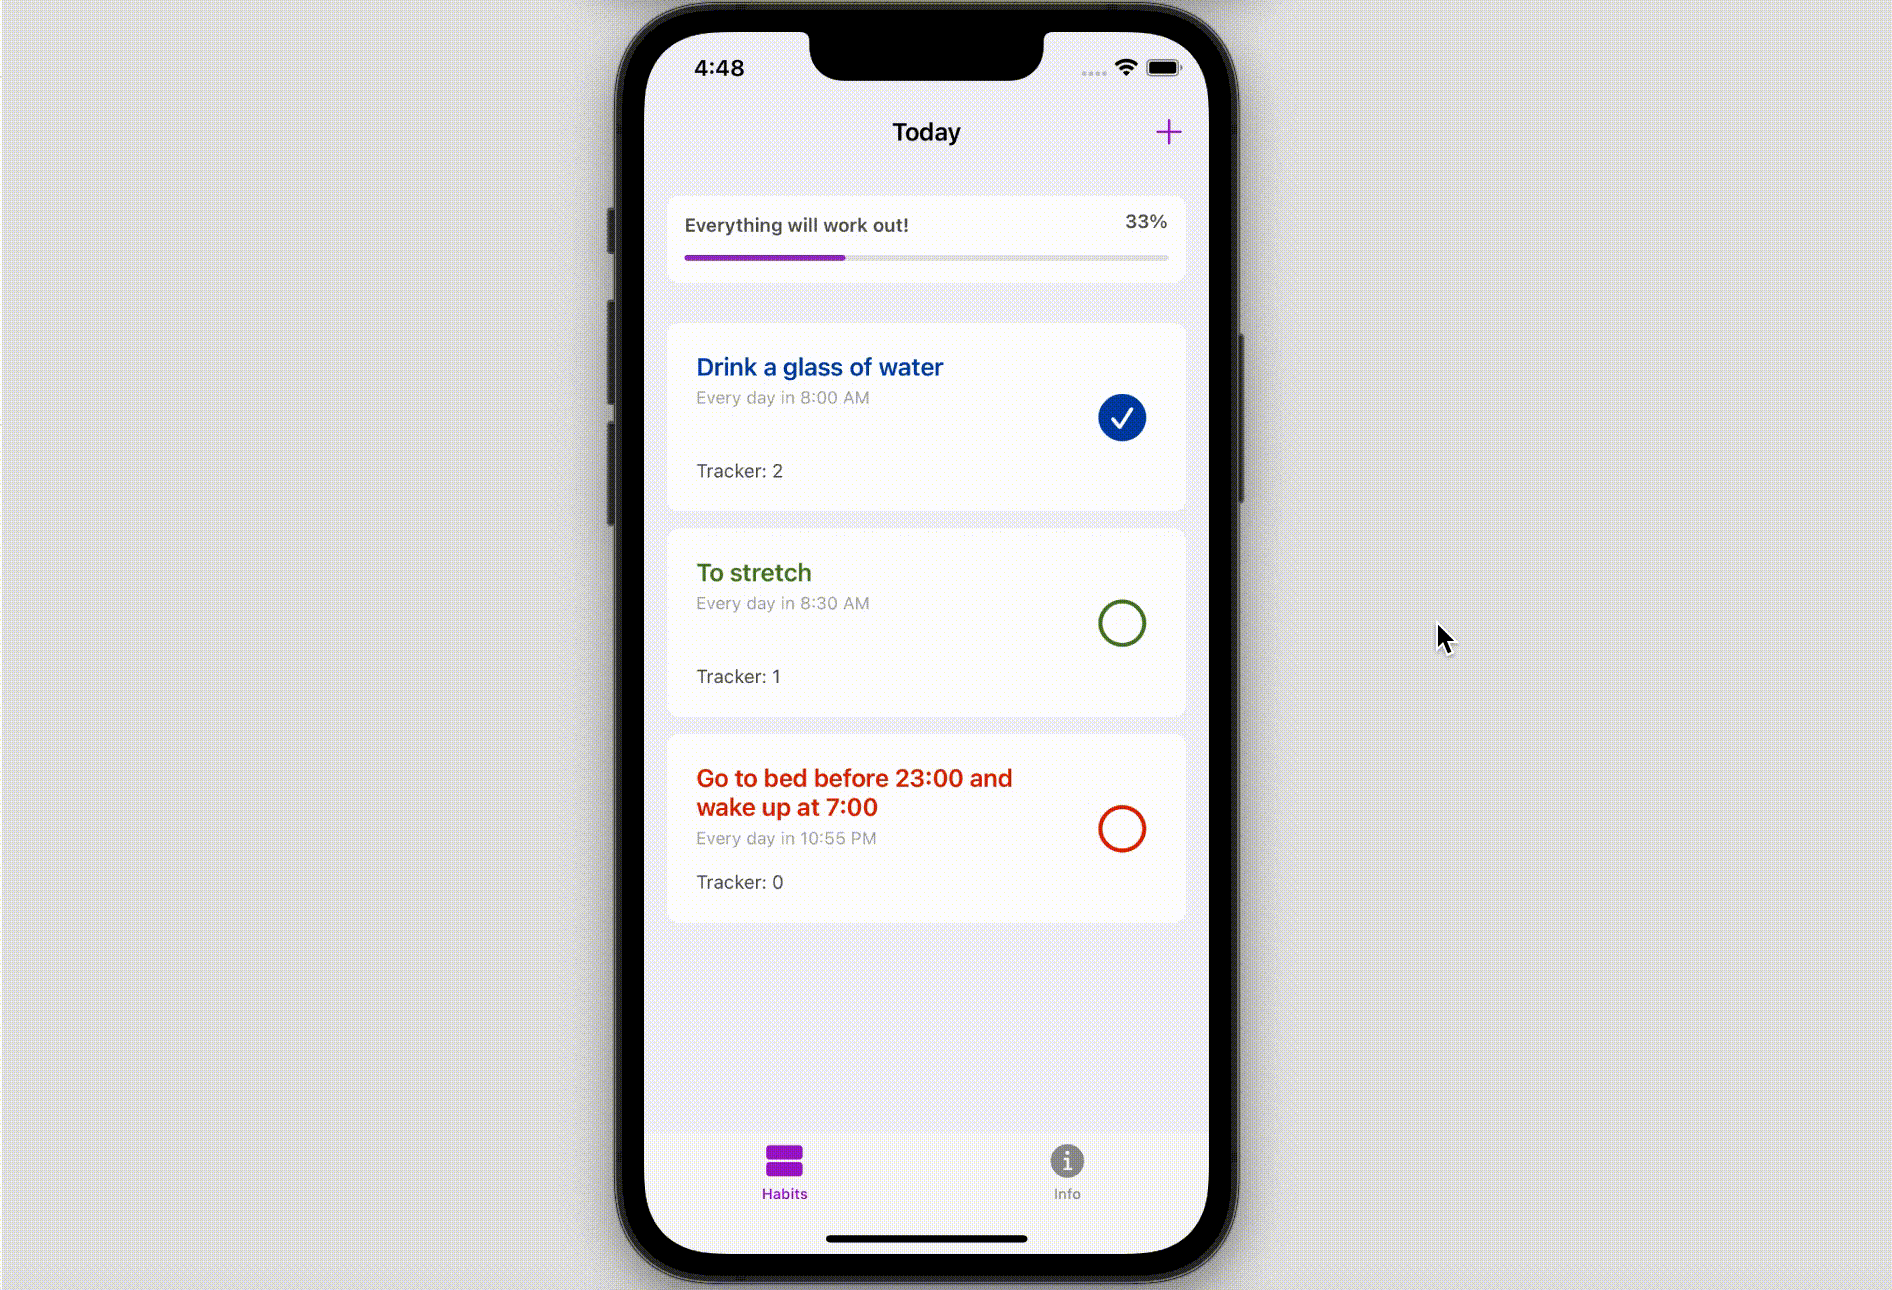 4:48
Today
Everything will work out!
33%
Drink a glass of water
Every day in 8:00 AM
Tracker: 2
To stretch
Every day in 8:30 AM
Tracker: 1
Go to bed before 23:00 and
wake up at 7:00
Every day in 10:55 PM
Tracker: 0
Habits
Info